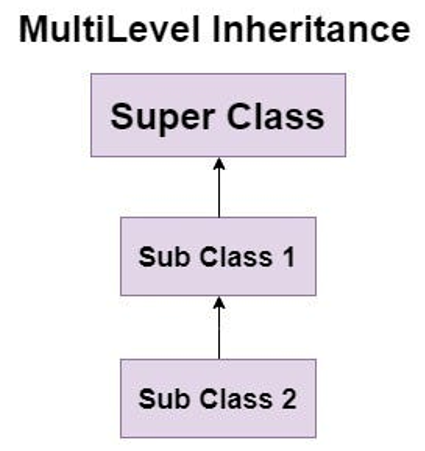 MultiLevel Inheritance
Super Class
Sub Class 1
Sub Class 2